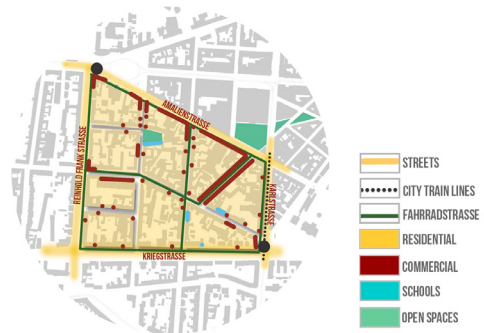 AMALIENSTRASSE
REINHOLD FRANK STRASSE
KARLSTRASSE
KRIEGSTRASSE
STREETS
CITY TRAIN LINES
FAHRRADSTRASSE
RESIDENTIAL
COMMERCIAL
SCHOOLS
OPEN SPACES